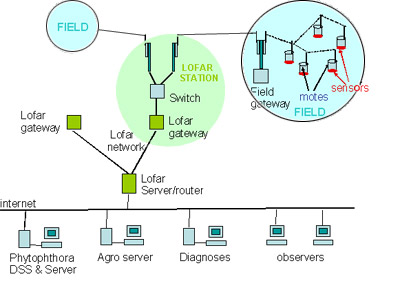 FIELD
LOFAR
STATION
Switch
Field
gateway
motes
sensors
FIELD
Lofar
gateway
Lofar
network
Lofar
gateway
Lofar
Server/router
internet
Phytophthora
DSS & Server
Agro server
Diagnoses
observers